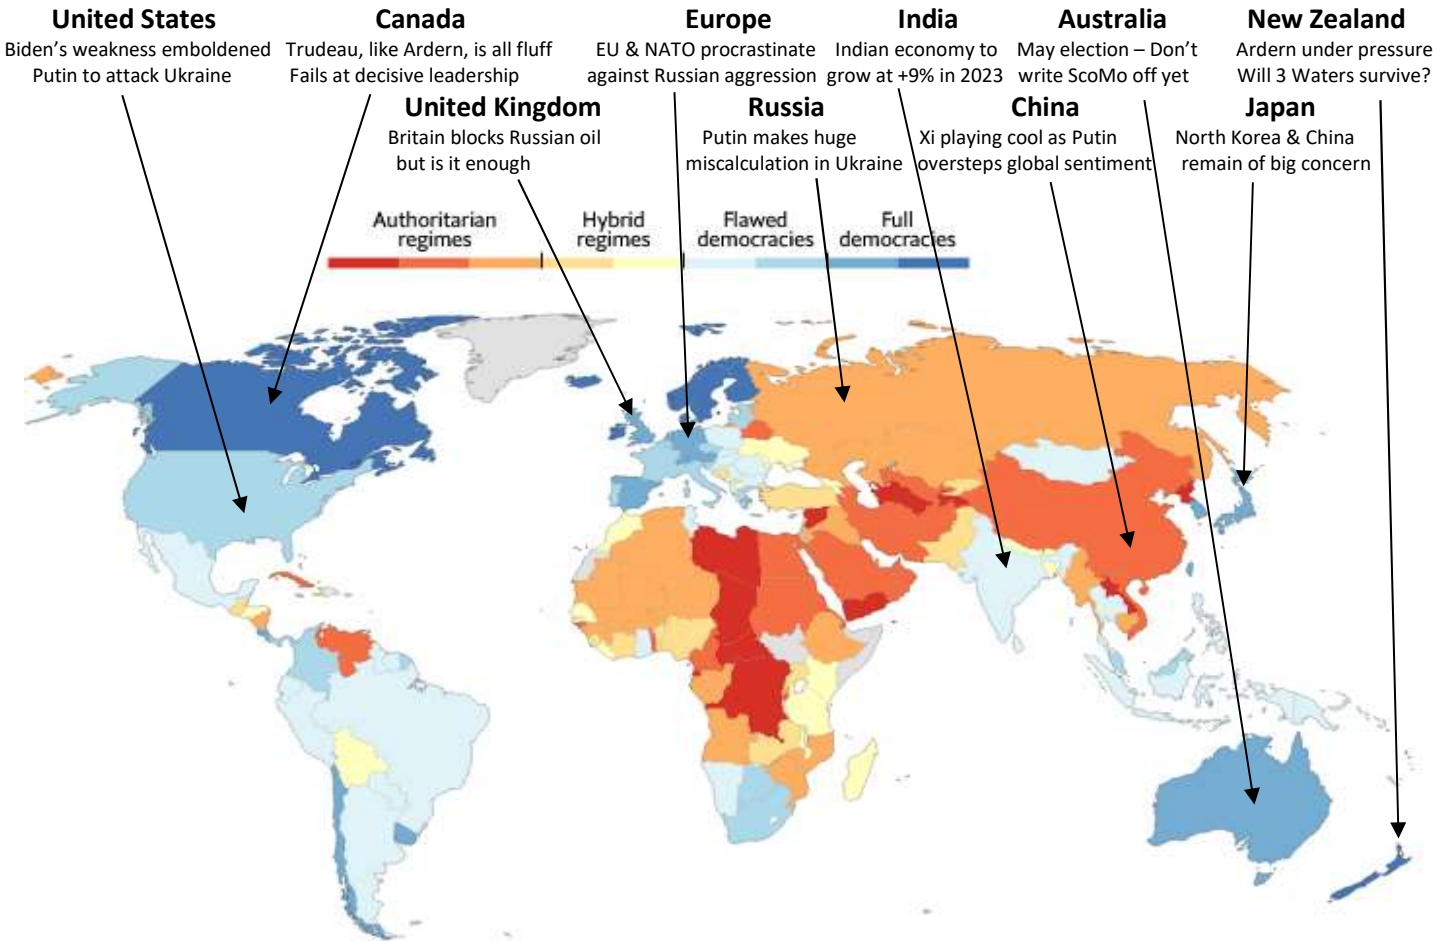 United States
Biden's weakness emboldened
Putin to attack Ukraine
Canada
Trudeau, like Ardern, is all fluff
Fails at decisive leadership
Europe
EU & NATO procrastinate
against Russian aggression
India
Indian economy to
grow at +9% in 2023
Australia
May election – Don't
write ScoMo off yet
New Zealand
Ardern under pressure
Will 3 Waters survive?
United Kingdom
Britain blocks Russian oil
but is it enough
Russia
Putin makes huge
miscalculation in Ukraine
China
Xi playing cool as Putin
oversteps global sentiment
Japan
North Korea & China
remain of big concern
Authoritarian
regimes
Hybrid
regimes
Flawed
democracies
Full
democracies